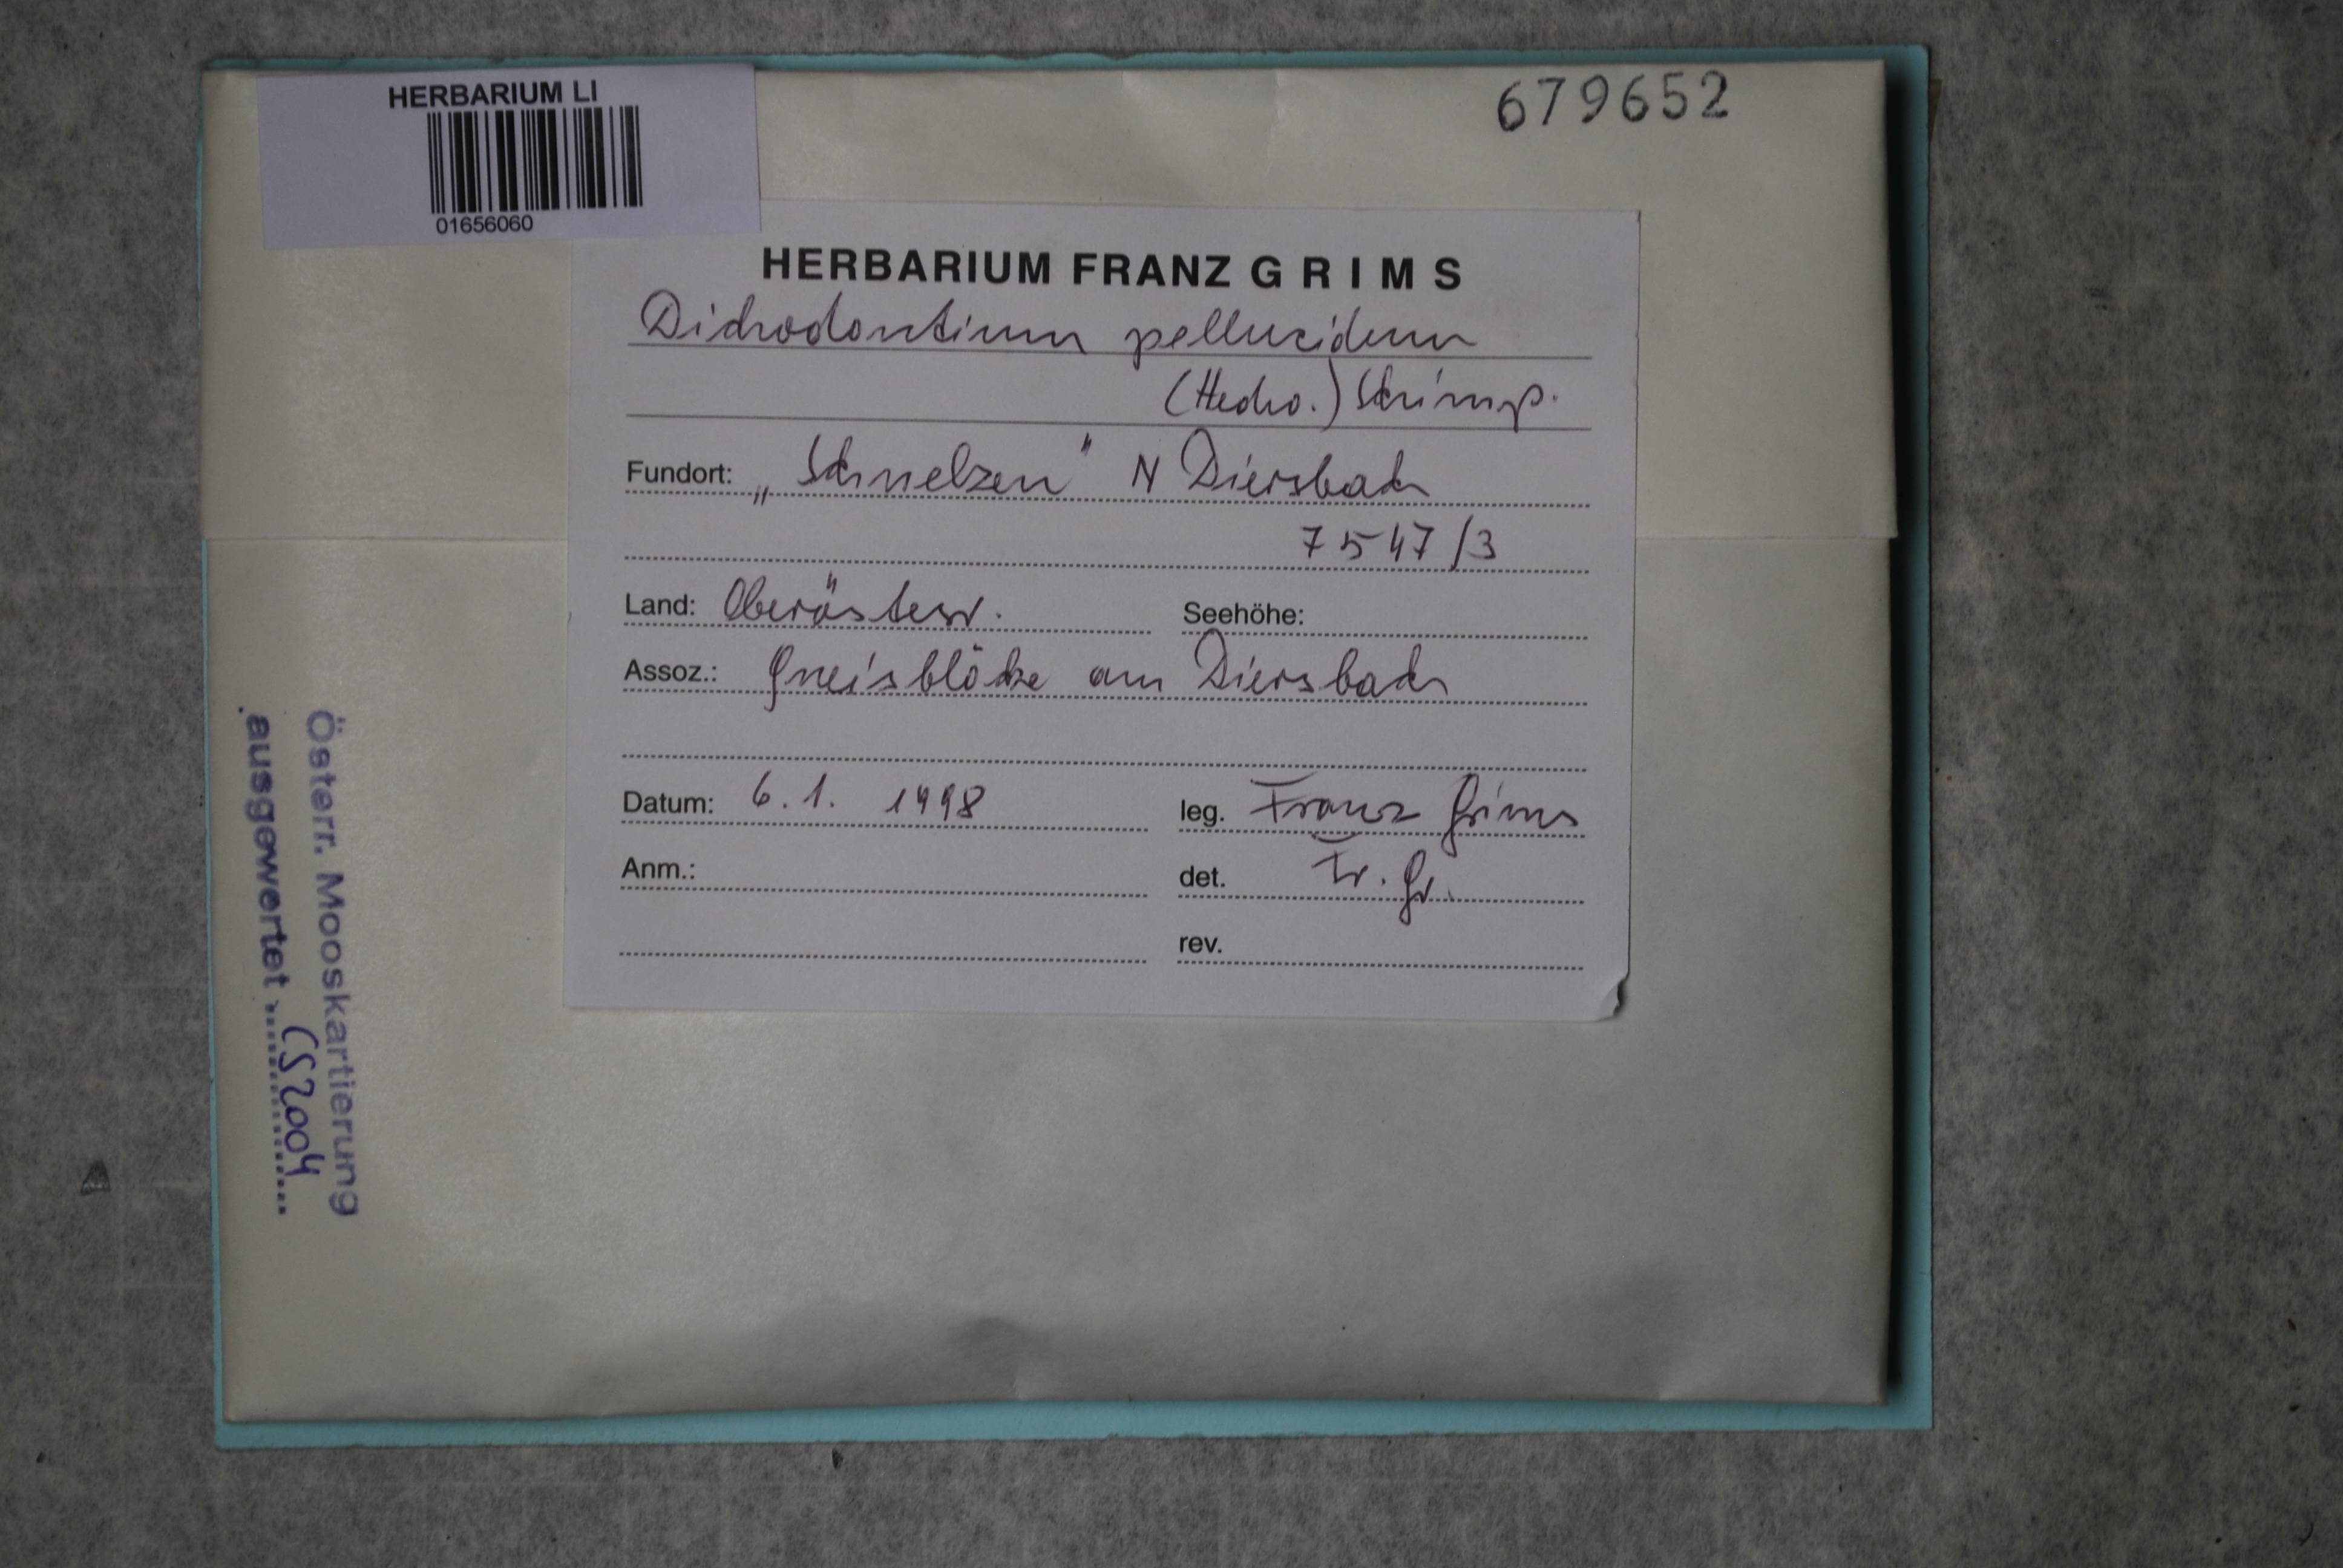 HERBARIUM LI
01656060
679652
HERBARIUM FRANZ GRIMS
Dichodontium pellucidum
(Hedw.) Schimp.
Fundort: „Schmelzen" N Diersbach
7547/3
Land: Oberösterr. Seehöhe:
Assoz.: Gneisblöcke am Diersbach
Datum: 6.1. 1998 leg. Franz Grims
Anm.: det. Fr. Gr.
rev.
Österr. Mooskartierung
ausgewertet CS2004